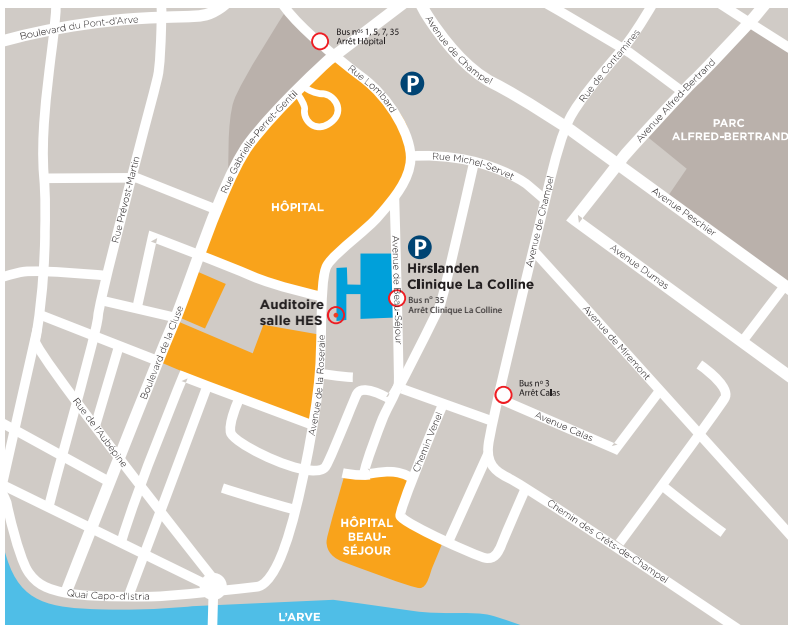 Boulevard du Pont-d'Arve
Bus nos 1, 5, 7, 35
Arrêt Hôpital
Avenue de Champel
Rue de Contamines
Avenue Alfred-Bertrand
P
Rue Lombard
Rue Gabrielle-Perret-Gentil
PARC
ALFRED-BERTRAND
Rue Prévost-Martin
Rue Michel-Servet
Avenue Peschier
HÔPITAL
Avenue de Champel
Avenue Dumas
P
Avenue de Beau-Séjour
Hirslanden
Clinique La Colline
Bus no 35
Arrêt Clinique La Colline
Auditoire
salle HES
H
Avenue de Miremont
Boulevard de la Cluse
Avenue de la Roseraie
Bus no 3
Arrêt Calas
Avenue Calas
Rue de l'Aubépine
Chemin Venel
HÔPITAL
BEAU-
SÉJOUR
Chemin des Crêts-de-Champel
Quai Capo-d'Istria
L'ARVE